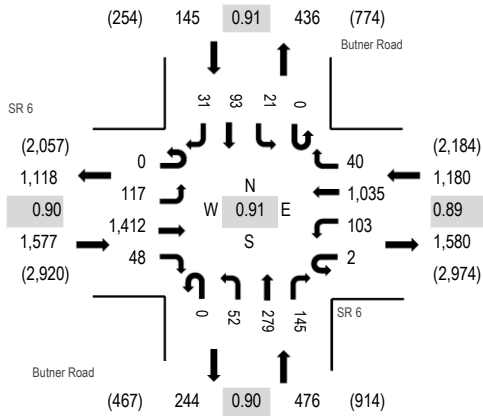 (254) 145 0.91 436 (774)
Butner Road
31 93 21 0
SR 6
(2,057) (2,184)
0 40
1,118 1,180
117 N 1,035
0.90 W 0.91 E 0.89
1,412 103
1,577 S 1,580
48 2
(2,920) (2,974)
0 52 279 145
SR 6
Butner Road
(467) 244 0.90 476 (914)